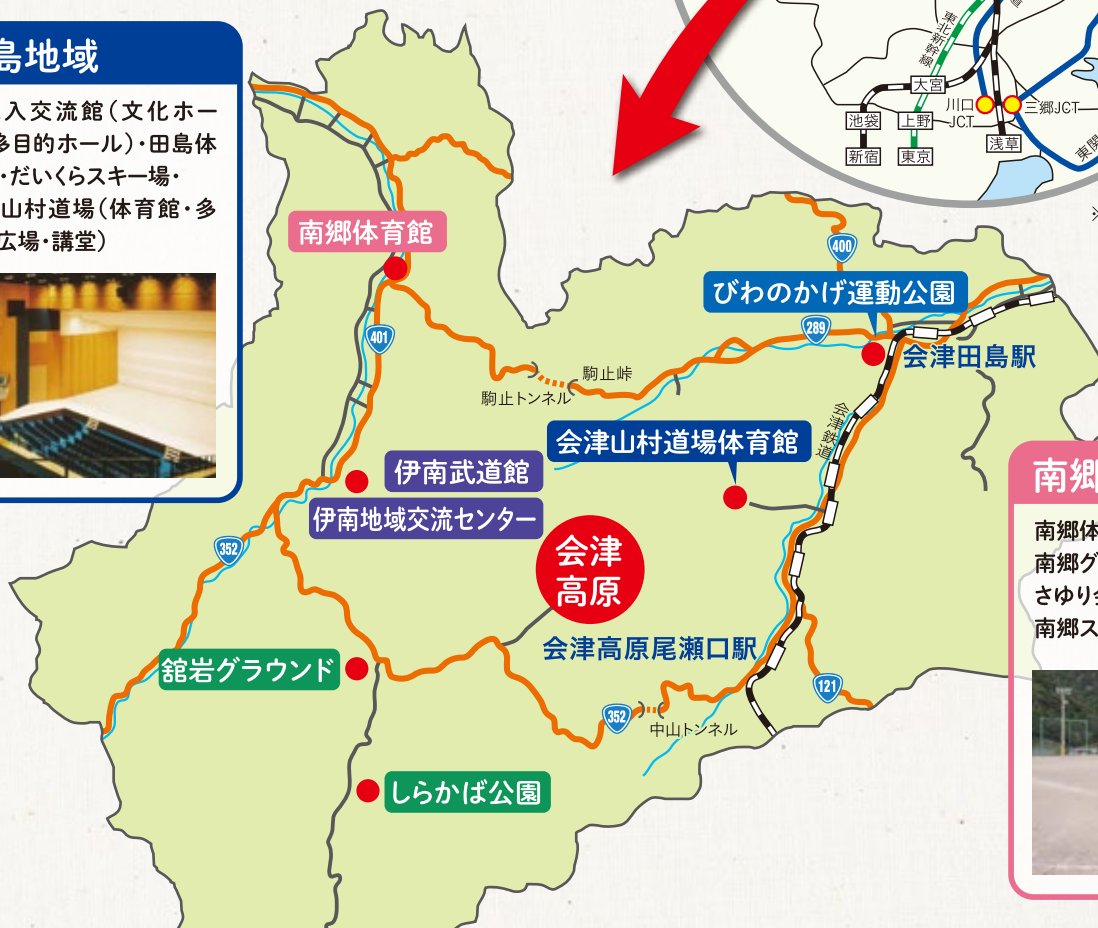 島地域
入交流館(文化ホー
多目的ホール)・田島体
・だいくらスキー場・
山村道場(体育館・多
広場・講堂)
東北新幹線
道
大宮
川口
JCT
三郷JCT
池袋
上野
浅草
新宿
東京
東関
※
南郷体育館
400
びわのかげ運動公園
401
289
会津田島駅
駒止峠
駒止トンネル
会津鉄道
会津山村道場体育館
伊南武道館
伊南地域交流センター
352
会津
高原
会津高原尾瀬口駅
舘岩グラウンド
121
352
中山トンネル
しらかば公園
南郷
南郷体
南郷グ
さゆり
南郷ス